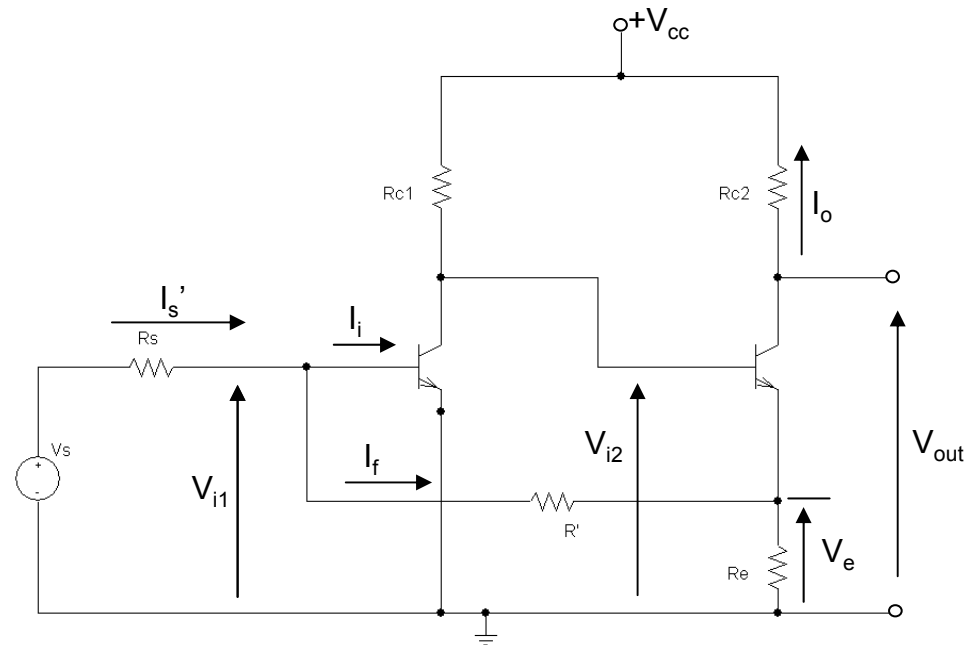 +Vcc
Rc1
Rc2
Io
Is’
Rs
Ii
Vs
+
-
Vi1
If
Vi2
Vout
R'
Re
Ve